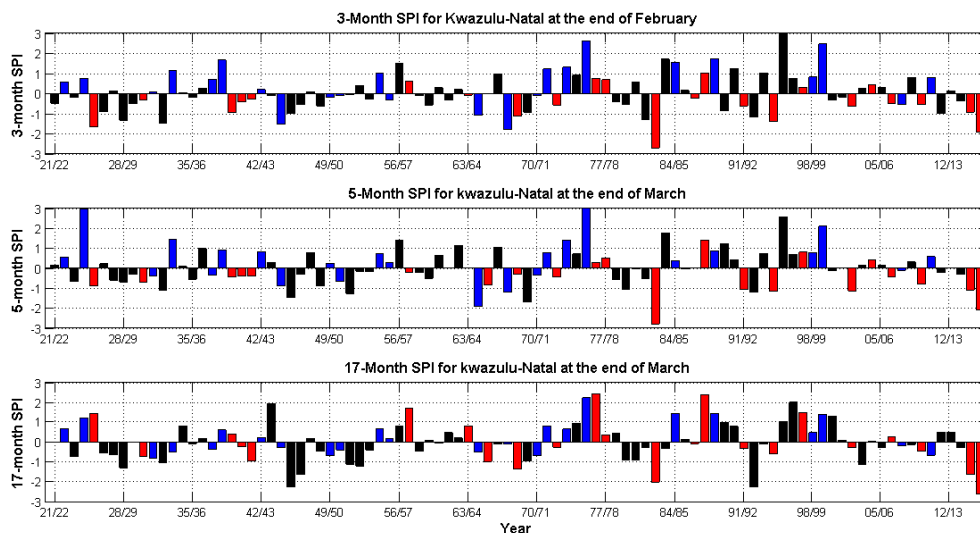 3-Month SPI for Kwazulu-Natal at the end of February
3-month SPI
3
2
1
0
-1
-2
-3
21/22 28/29 35/36 42/43 49/50 56/57 63/64 70/71 77/78 84/85 91/92 98/99 05/06 12/13
5-Month SPI for kwazulu-Natal at the end of March
5-month SPI
3
2
1
0
-1
-2
-3
21/22 28/29 35/36 42/43 49/50 56/57 63/64 70/71 77/78 84/85 91/92 98/99 05/06 12/13
17-Month SPI for kwazulu-Natal at the end of March
17-month SPI
3
2
1
0
-1
-2
-3
21/22 28/29 35/36 42/43 49/50 56/57 63/64 70/71 77/78 84/85 91/92 98/99 05/06 12/13
Year